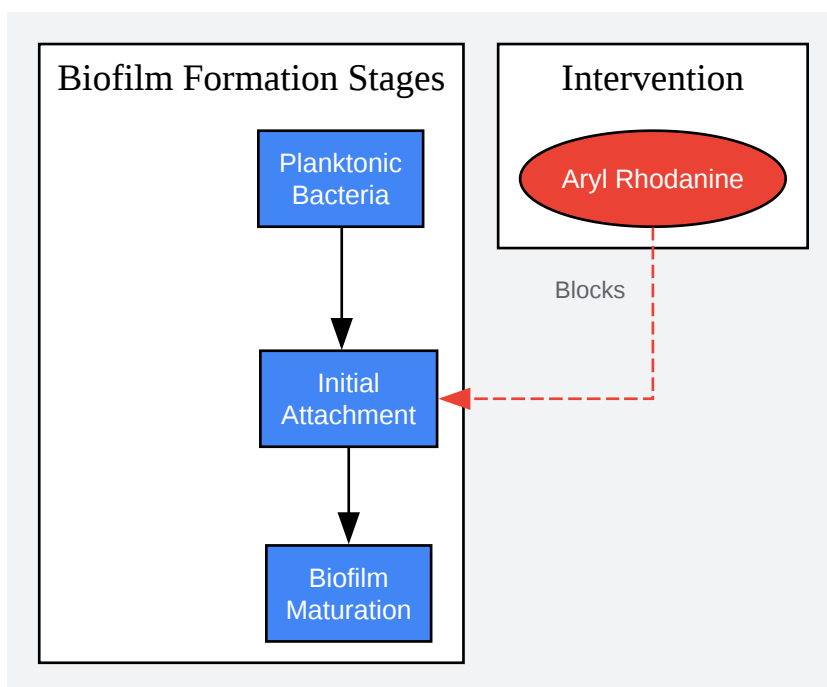 Biofilm Formation Stages
Planktonic
Bacteria
Initial
Attachment
Biofilm
Maturation
Intervention
Aryl Rhodanine
Blocks